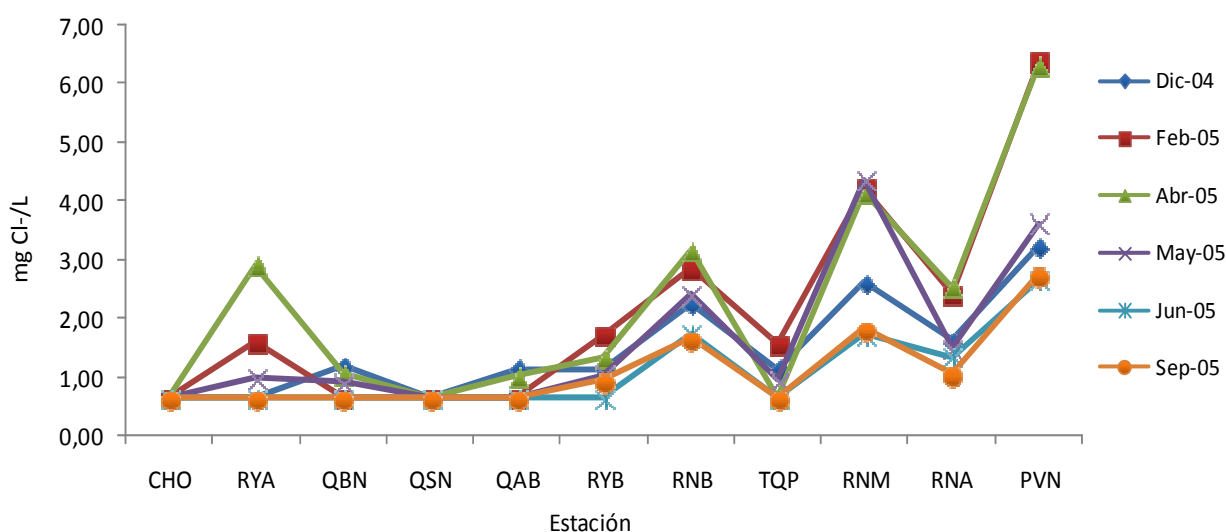 7,00
6,00
5,00
4,00
3,00
2,00
1,00
0,00
mg Cl-/L
CHO RYA QBN QSN QAB RYB RNB TQP RNM RNA PVN
Estación
Dic-04
Feb-05
Abr-05
May-05
Jun-05
Sep-05